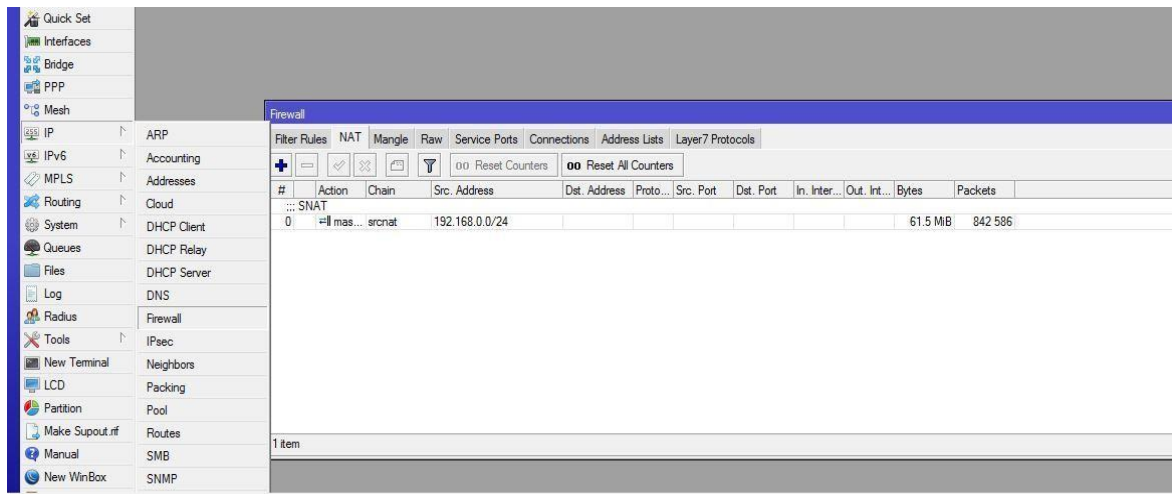 Quick Set
Interfaces
Bridge
PPP
Mesh
IP
IPv6
MPLS
Routing
System
Queues
Files
Log
Radius
Tools
New Terminal
LCD
Partition
Make Supout.rif
Manual
New WinBox
ARP
Accounting
Addresses
Cloud
DHCP Client
DHCP Relay
DHCP Server
DNS
Firewall
IPsec
Neighbors
Packing
Pool
Routes
SMB
SNMP
Firewall
Filter Rules NAT Mangle Raw Service Ports Connections Address Lists Layer7 Protocols
00 Reset Counters 00 Reset All Counters
# Action Chain Src. Address Dst. Address Proto... Src. Port Dst. Port In. Inter... Out. Int... Bytes Packets
;;; SNAT
0 mas... srcnat 192.168.0.0/24 61.5 MiB 842 586
1 item